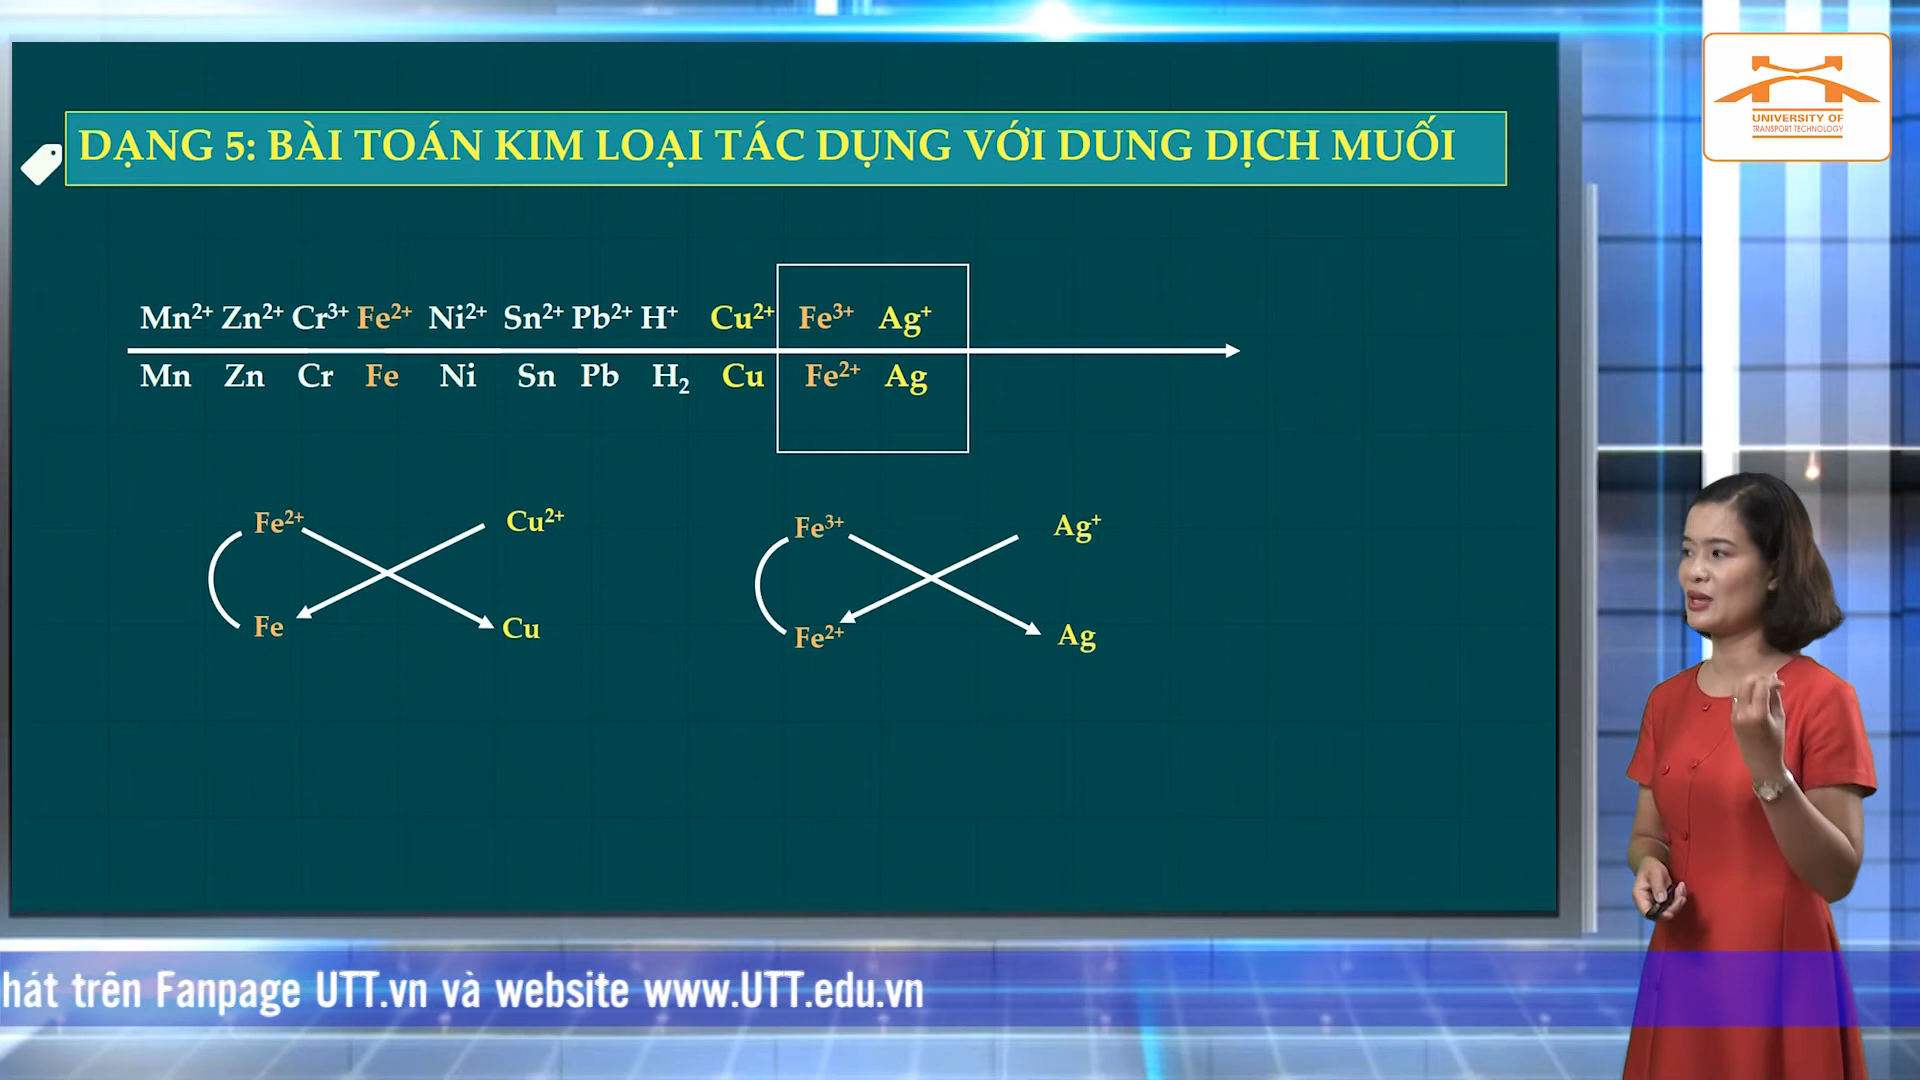 UNIVERSITY OF
TRANSPORT TECHNOLOGY
DẠNG 5: BÀI TOÁN KIM LOẠI TÁC DỤNG VỚI DUNG DỊCH MUỐI
Mn²⁺ Zn²⁺ Cr³⁺ Fe²⁺ Ni²⁺ Sn²⁺ Pb²⁺ H⁺ Cu²⁺ Fe³⁺ Ag⁺
Mn Zn Cr Fe Ni Sn Pb H₂ Cu Fe²⁺ Ag
Fe²⁺ Cu²⁺ Fe³⁺ Ag⁺
Fe Cu Fe²⁺ Ag
hát trên Fanpage UTT.vn và website www.UTT.edu.vn